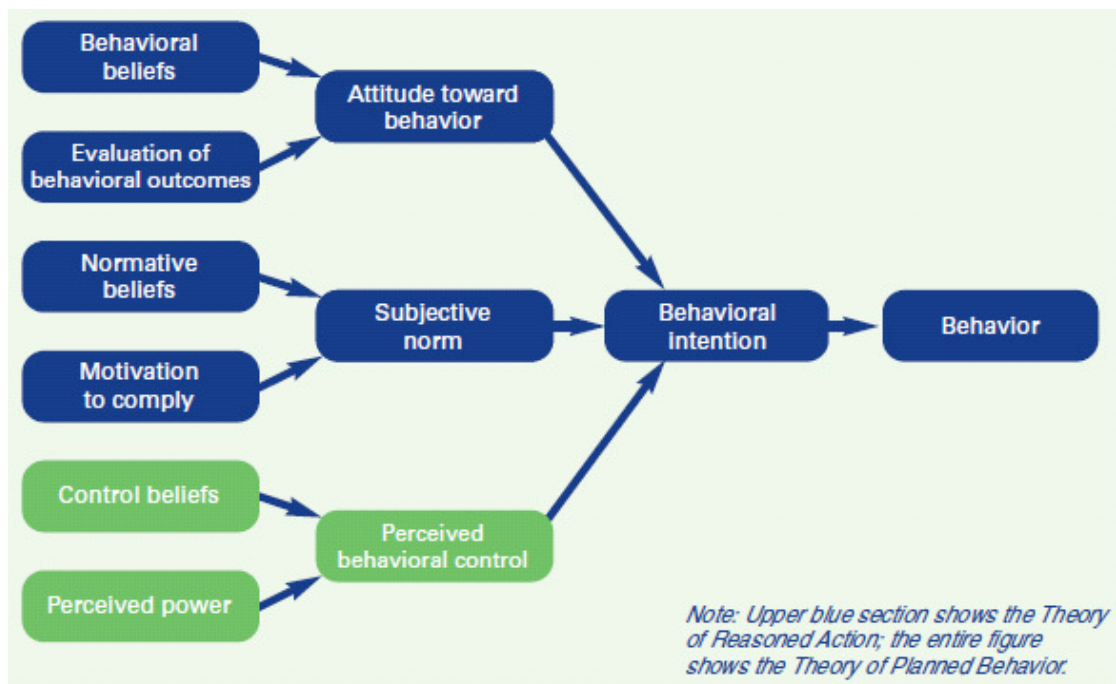 Behavioral
beliefs
Attitude toward
behavior
Evaluation of
behavioral outcomes
Normative
beliefs
Subjective
norm
Behavioral
intention
Behavior
Motivation
to comply
Control beliefs
Perceived
behavioral control
Perceived power
Note: Upper blue section shows the Theory
of Reasoned Action; the entire figure
shows the Theory of Planned Behavior.